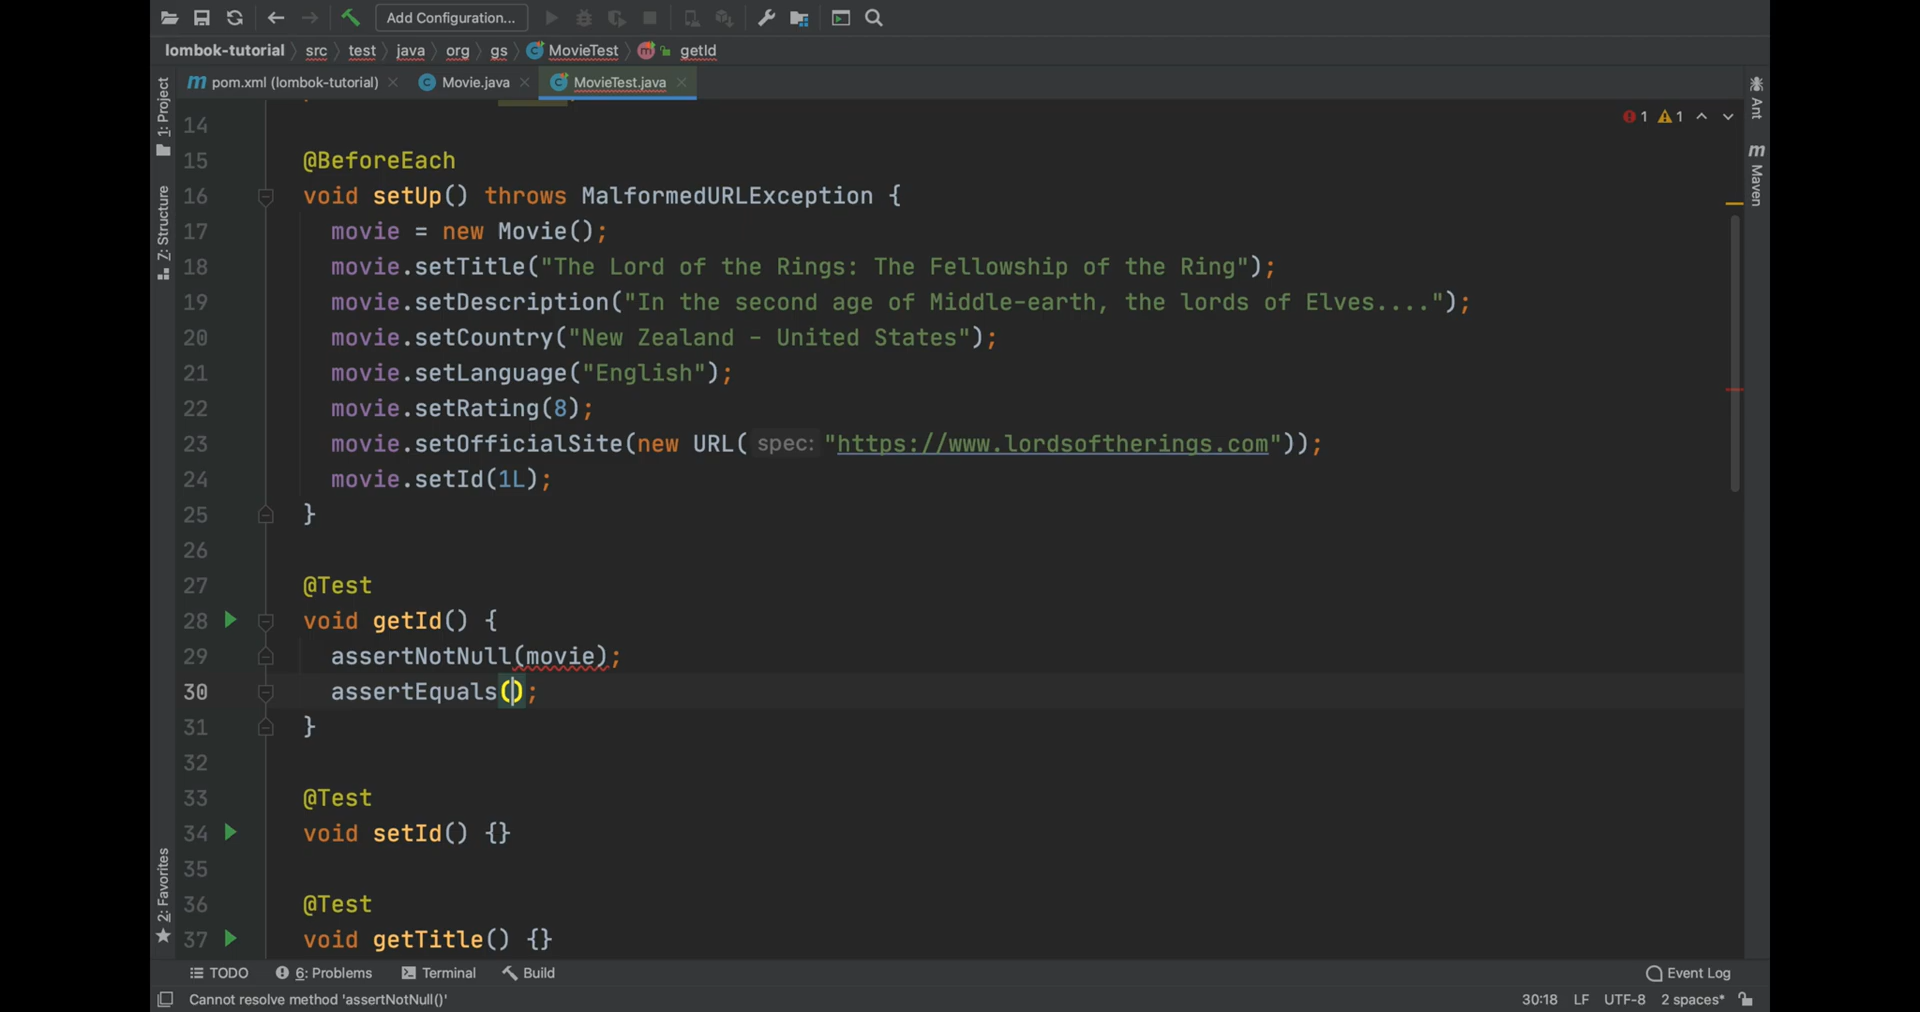 Add Configuration...
lombok-tutorial src test java org gs MovieTest getId
pom.xml (lombok-tutorial) Movie.java MovieTest.java
1: Project
Z: Structure
2: Favorites
Ant
Maven
1 1
14
15 @BeforeEach
16 void setUp() throws MalformedURLException {
17 movie = new Movie();
18 movie.setTitle("The Lord of the Rings: The Fellowship of the Ring");
19 movie.setDescription("In the second age of Middle-earth, the lords of Elves....");
20 movie.setCountry("New Zealand - United States");
21 movie.setLanguage("English");
22 movie.setRating(8);
23 movie.setOfficialSite(new URL( spec: "https://www.lordsoftherings.com"));
24 movie.setId(1L);
25 }
26
27 @Test
28 void getId() {
29 assertNotNull(movie);
30 assertEquals();
31 }
32
33 @Test
34 void setId() {}
35
36 @Test
37 void getTitle() {}
TODO 6: Problems Terminal Build Event Log
Cannot resolve method 'assertNotNull()' 30:18 LF UTF-8 2 spaces*